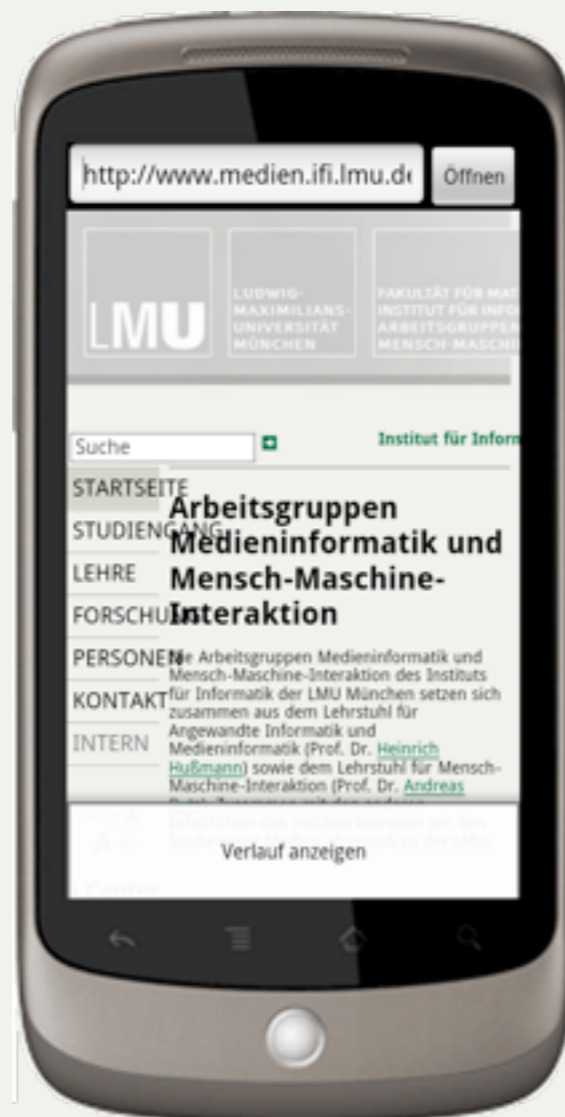 http://www.medien.ifi.lmu.de
Öffnen
LMU
LUDWIG-
MAXIMILIANS-
UNIVERSITÄT
MÜNCHEN
FAKULTÄT FÜR MAT
INSTITUT FÜR INFO
ARBEITSGRUPPEN
MENSCH-MASCHI
Suche
Institut für Inform
STARTSEITE
STUDIENGANG
LEHRE
FORSCHUNG
PERSONEN
KONTAKT
INTERN
Arbeitsgruppen
Medieninformatik und
Mensch-Maschine-
Interaktion
Die Arbeitsgruppen Medieninformatik und
Mensch-Maschine-Interaktion des Instituts
für Informatik der LMU München setzen sich
zusammen aus dem Lehrstuhl für
Angewandte Informatik und
Medieninformatik (Prof. Dr. Heinrich
Hußmann) sowie dem Lehrstuhl für Mensch-
Maschine-Interaktion (Prof. Dr. Andreas
Verlauf anzeigen